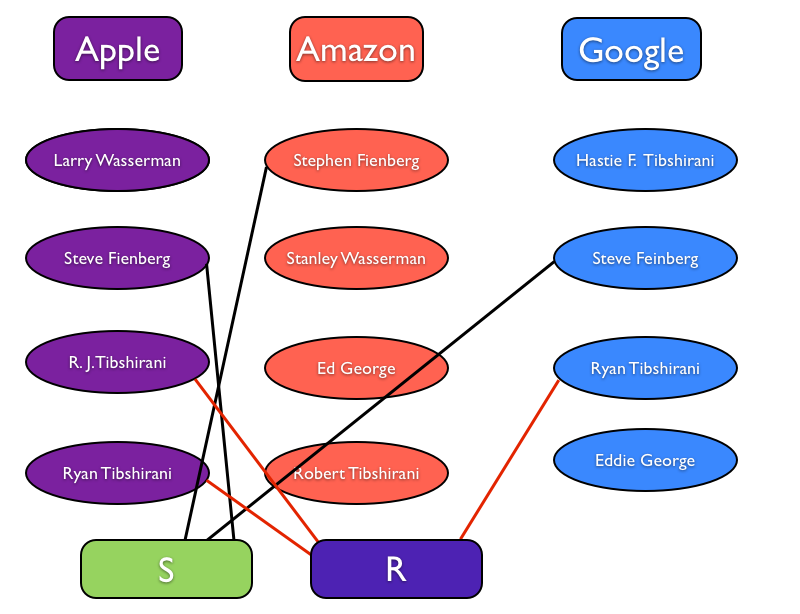 Apple
Amazon
Google
Larry Wasserman
Stephen Fienberg
Hastie F. Tibshirani
Steve Fienberg
Stanley Wasserman
Steve Feinberg
R. J.Tibshirani
Ed George
Ryan Tibshirani
Ryan Tibshirani
Robert Tibshirani
Eddie George
S
R